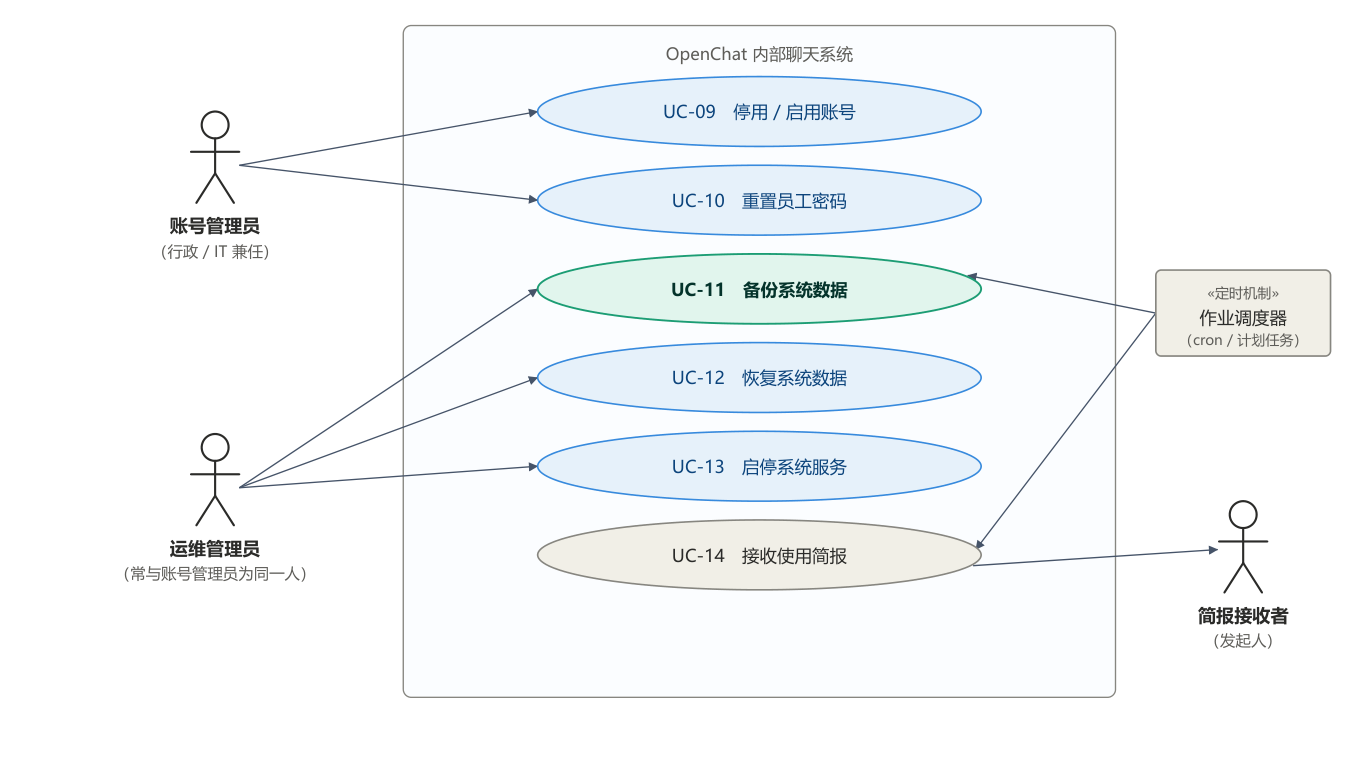 OpenChat 内部聊天系统
UC-09 停用 / 启用账号
账号管理员
（行政 / IT 兼任）
UC-10 重置员工密码
UC-11 备份系统数据
«定时机制»
作业调度器
（cron / 计划任务）
UC-12 恢复系统数据
UC-13 启停系统服务
运维管理员
（常与账号管理员为同一人）
UC-14 接收使用简报
简报接收者
（发起人）